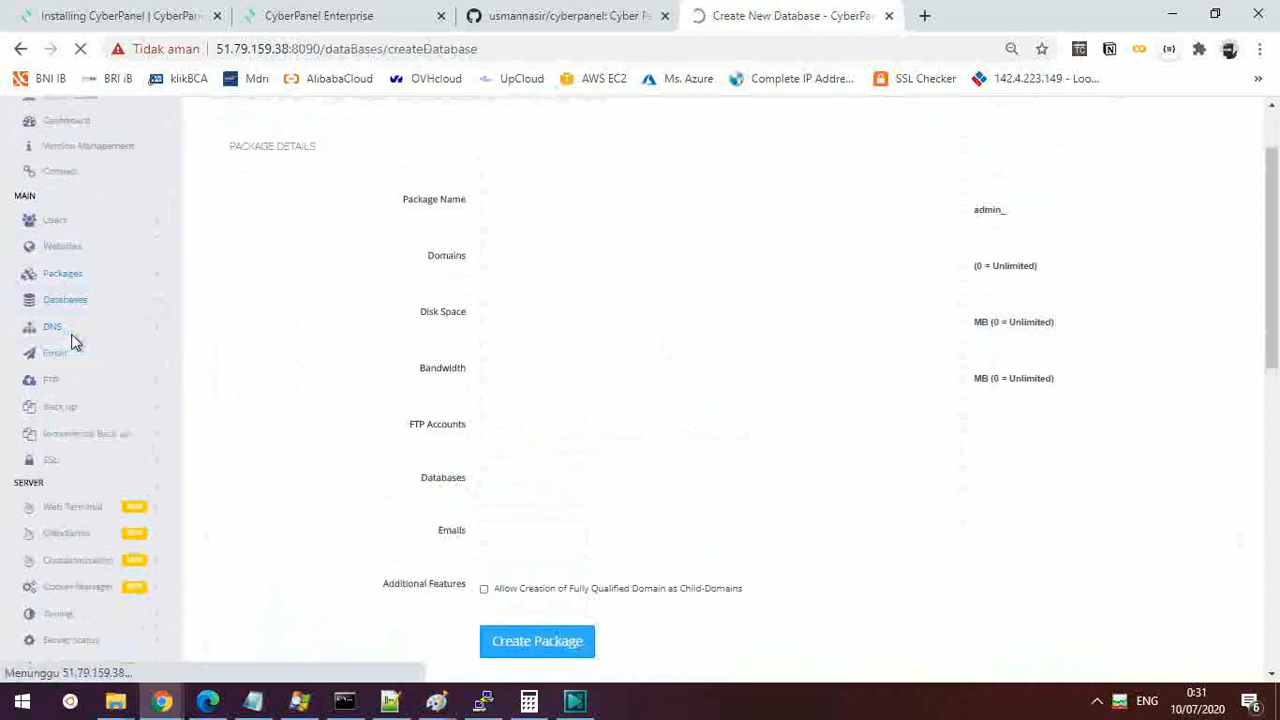 Installing CyberPanel | CyberPa
CyberPanel Enterprise
usmannasir/cyberpanel: Cyber P
Create New Database - CyberPa
Tidak aman
51.79.159.38:8090/dataBases/createDatabase
BNI IB
BRI iB
klikBCA
Mdri
AlibabaCloud
OVHcloud
UpCloud
AWS EC2
Ms. Azure
Complete IP Addre...
SSL Checker
142.4.223.149 - Loo...
»
Dashboard
Version Management
Connect
MAIN
Users
Websites
Packages
Databases
DNS
Email
FTP
Back up
Incremental Back up
SSL
SERVER
Web Terminal NEW
Cloudlinux NEW
NEW
NEW
Tuning
Server Status
PACKAGE DETAILS
Package Name
admin_
Domains
(0 = Unlimited)
Disk Space
MB (0 = Unlimited)
Bandwidth
MB (0 = Unlimited)
FTP Accounts
Databases
Emails
Additional Features
Allow Creation of Fully Qualified Domain as Child-Domains
Create Package
Menunggu 51.79.159.38...
ENG
0:31
10/07/2020
6